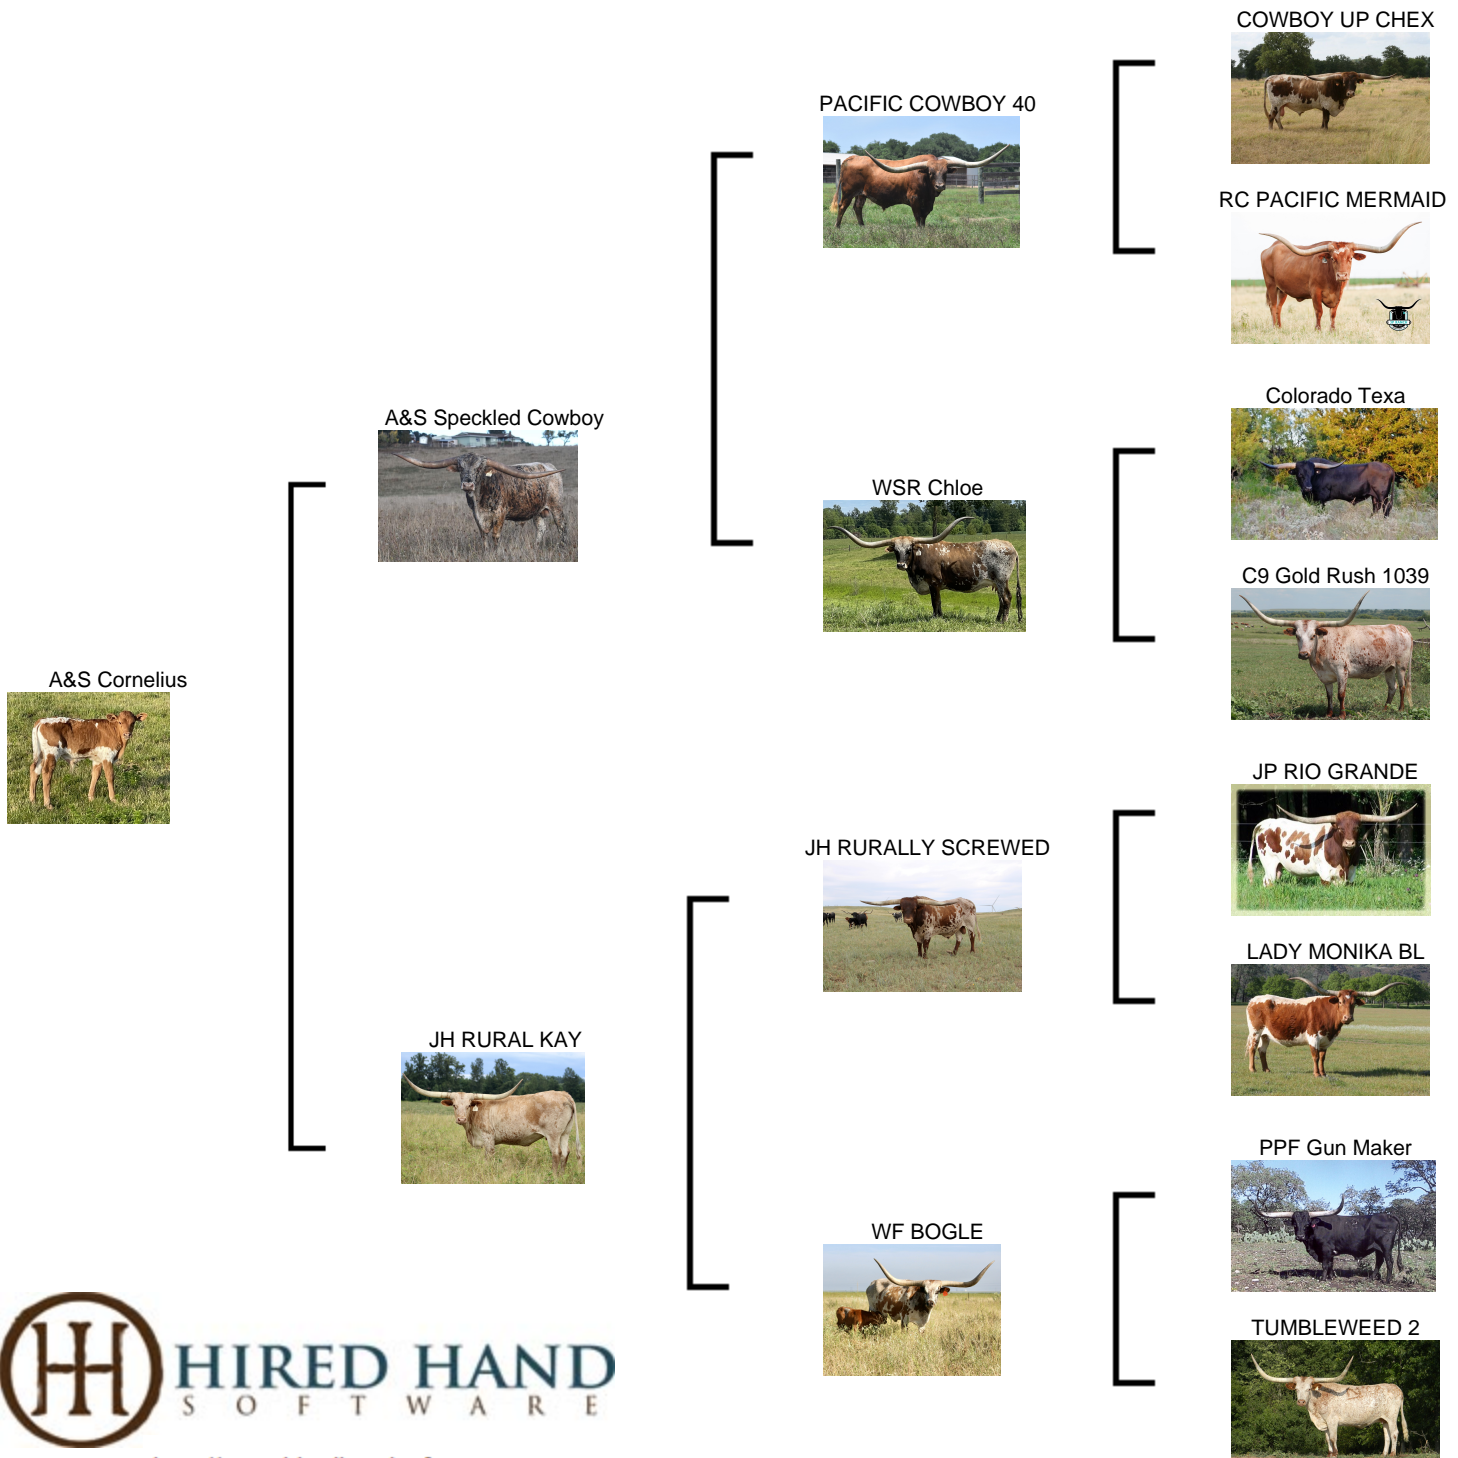 COWBOY UP CHEX
PACIFIC COWBOY 40
RC PACIFIC MERMAID
Colorado Texa
A&S Speckled Cowboy
WSR Chloe
C9 Gold Rush 1039
A&S Cornelius
JP RIO GRANDE
JH RURALLY SCREWED
LADY MONIKA BL
JH RURAL KAY
PPF Gun Maker
WF BOGLE
TUMBLEWEED 2
HIRED HAND
SOFTWARE